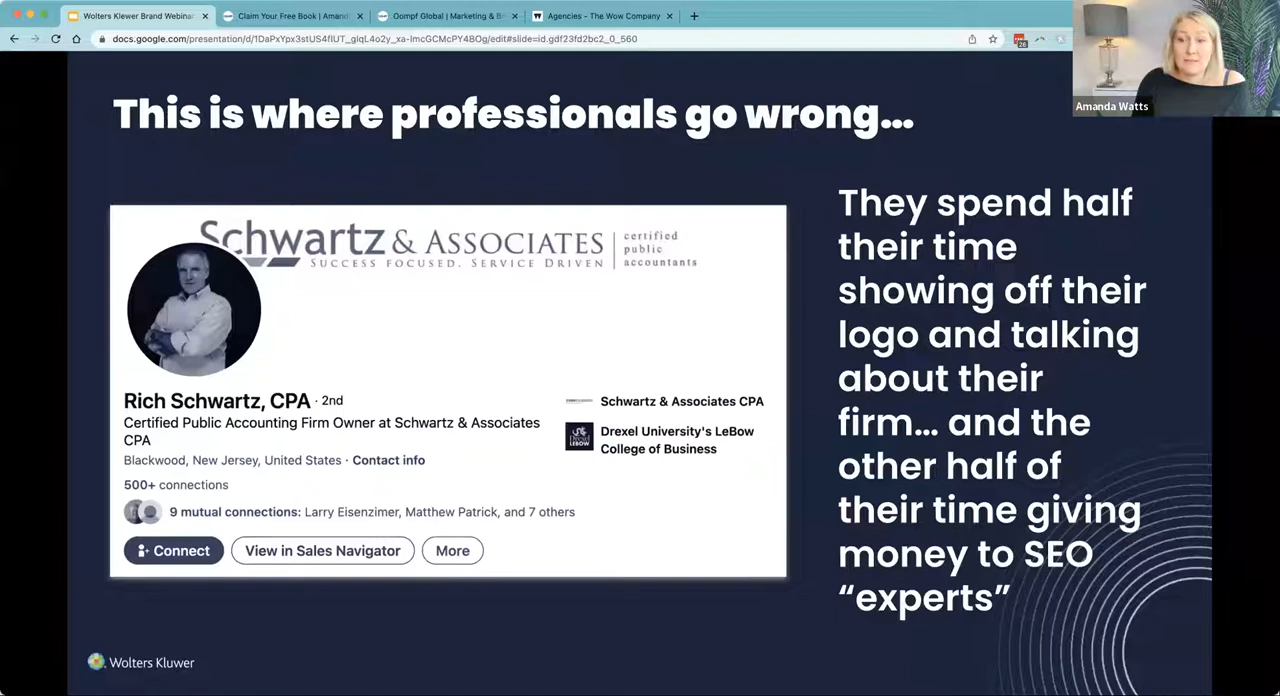 Wolters Klewer Brand Webinar
Claim Your Free Book | Amand
Oompf Global | Marketing & B
Agencies - The Wow Company
docs.google.com/presentation/d/1DaPxYpx3stUS4fIUT_giqL4o2y_xa-lmcGCMcPY4BOg/edit#slide=id.gdf23fd2bc2_0_560
Amanda Watts
This is where professionals go wrong...
Schwartz & ASSOCIATES
SUCCESS FOCUSED. SERVICE DRIVEN
certified
public
accountants
Rich Schwartz, CPA · 2nd
Certified Public Accounting Firm Owner at Schwartz & Associates
CPA
Blackwood, New Jersey, United States · Contact info
500+ connections
9 mutual connections: Larry Eisenzimer, Matthew Patrick, and 7 others
Connect
View in Sales Navigator
More
Schwartz & Associates CPA
Drexel University's LeBow
College of Business
They spend half
their time
showing off their
logo and talking
about their
firm... and the
other half of
their time giving
money to SEO
“experts”
Wolters Kluwer